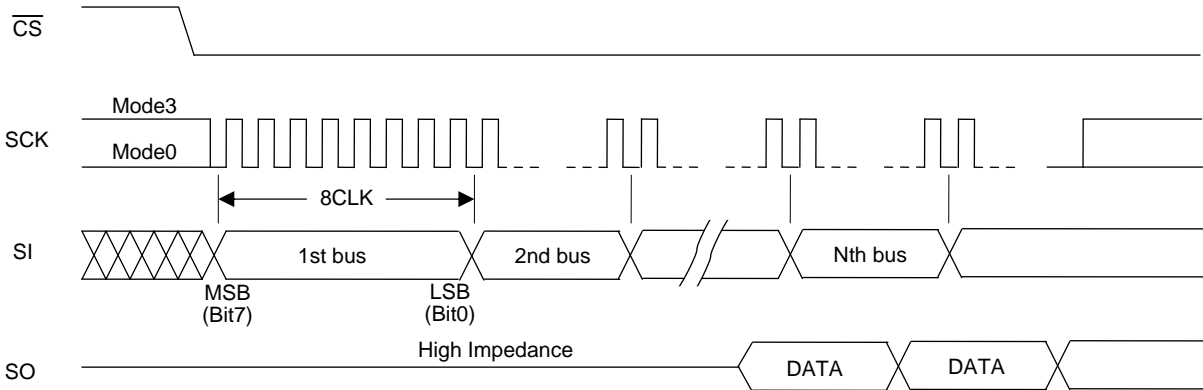 CS
Mode3
SCK
Mode0
8CLK
SI
1st bus
2nd bus
Nth bus
MSB
(Bit7)
LSB
(Bit0)
High Impedance
SO
DATA
DATA